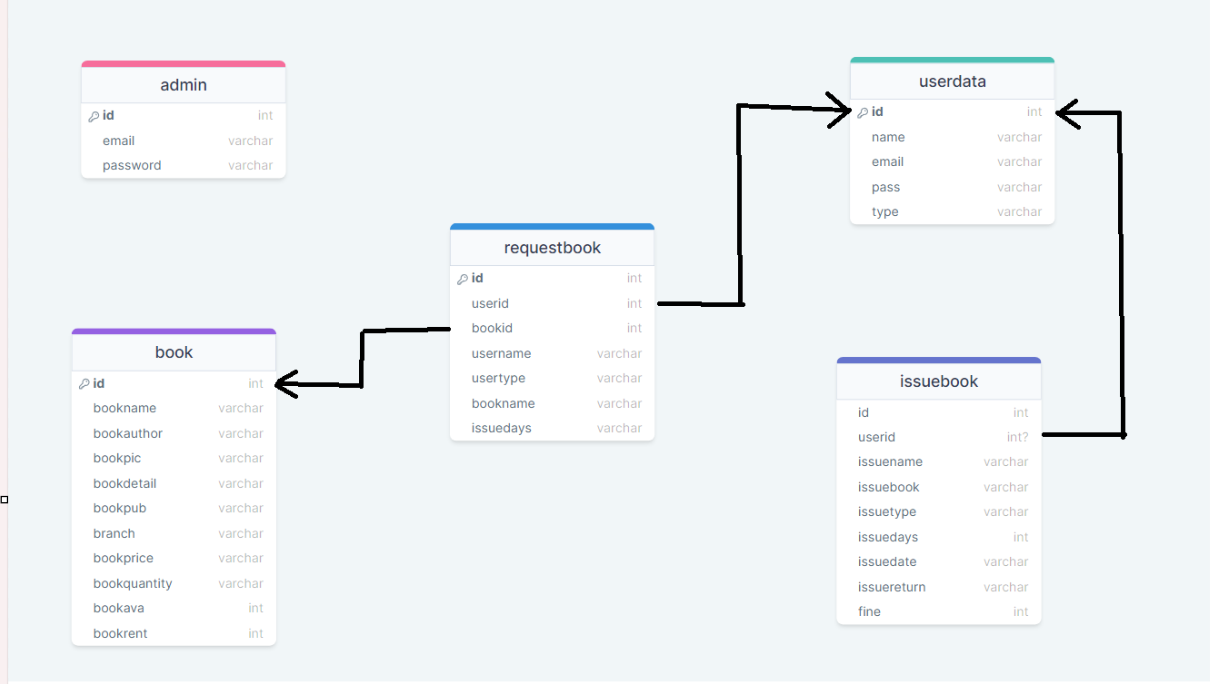 admin
id int
email varchar
password varchar
userdata
id int
name varchar
email varchar
pass varchar
type varchar
requestbook
id int
userid int
bookid int
username varchar
usertype varchar
bookname varchar
issuedays varchar
book
id int
bookname varchar
bookauthor varchar
bookpic varchar
bookdetail varchar
bookpub varchar
branch varchar
bookprice varchar
bookquantity varchar
bookava int
bookrent int
issuebook
id int
userid int?
issuename varchar
issuebook varchar
issuetype varchar
issuedays int
issuedate varchar
issuereturn varchar
fine int